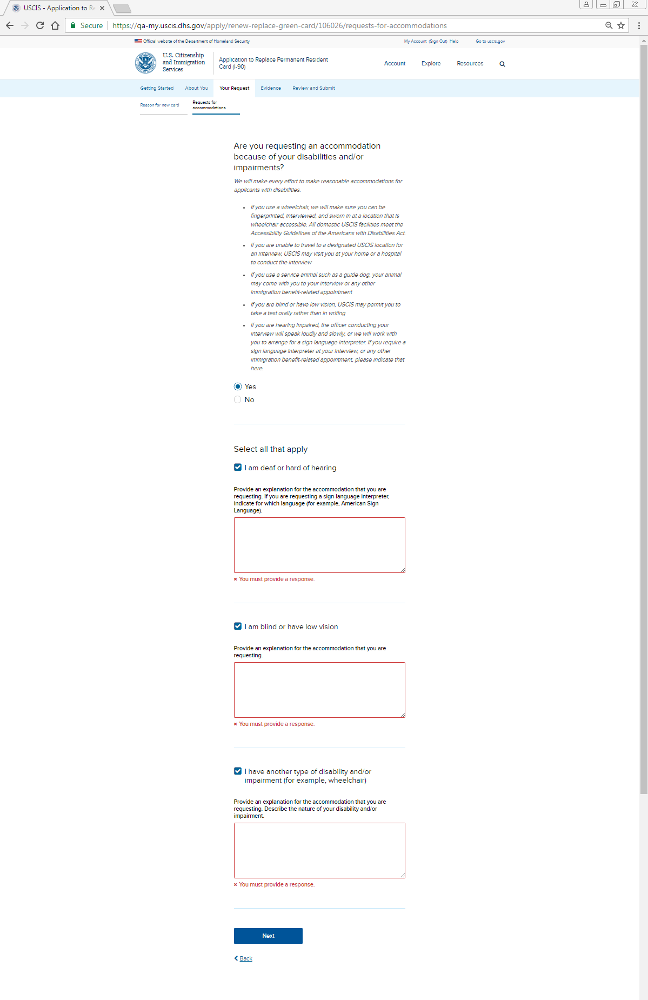 USCIS - Application to Re
Secure https://qa-my.uscis.dhs.gov/apply/renew-replace-green-card/106026/requests-for-accommodations
Official website of the Department of Homeland Security
My Account (Sign Out) Help Go to uscis.gov
U.S. Citizenship
and Immigration
Services
Application to Replace Permanent Resident
Card (I-90)
Account Explore Resources
Getting Started About You Your Request Evidence Review and Submit
Reason for new card
Requests for
accommodations
Are you requesting an accommodation
because of your disabilities and/or
impairments?
We will make every effort to make reasonable accommodations for
applicants with disabilities.
• If you use a wheelchair, we will make sure you can be
fingerprinted, interviewed, and sworn in at a location that is
wheelchair accessible. All domestic USCIS facilities meet the
Accessibility Guidelines of the Americans with Disabilities Act.
• If you are unable to travel to a designated USCIS location for
an interview, USCIS may visit you at your home or a hospital
to conduct the interview
• If you use a service animal such as a guide dog, your animal
may come with you to your interview or any other
immigration benefit-related appointment
• If you are blind or have low vision, USCIS may permit you to
take a test orally rather than in writing
• If you are hearing impaired, the officer conducting your
interview will speak loudly and slowly, or we will work with
you to arrange for a sign language interpreter. If you require a
sign language interpreter at your interview, or any other
immigration benefit-related appointment, please indicate that
here.
Yes
No
Select all that apply
I am deaf or hard of hearing
Provide an explanation for the accommodation that you are
requesting. If you are requesting a sign-language interpreter,
indicate for which language (for example, American Sign
Language).
× You must provide a response.
I am blind or have low vision
Provide an explanation for the accommodation that you are
requesting.
× You must provide a response.
I have another type of disability and/or
impairment (for example, wheelchair)
Provide an explanation for the accommodation that you are
requesting. Describe the nature of your disability and/or
impairment.
× You must provide a response.
Next
Back